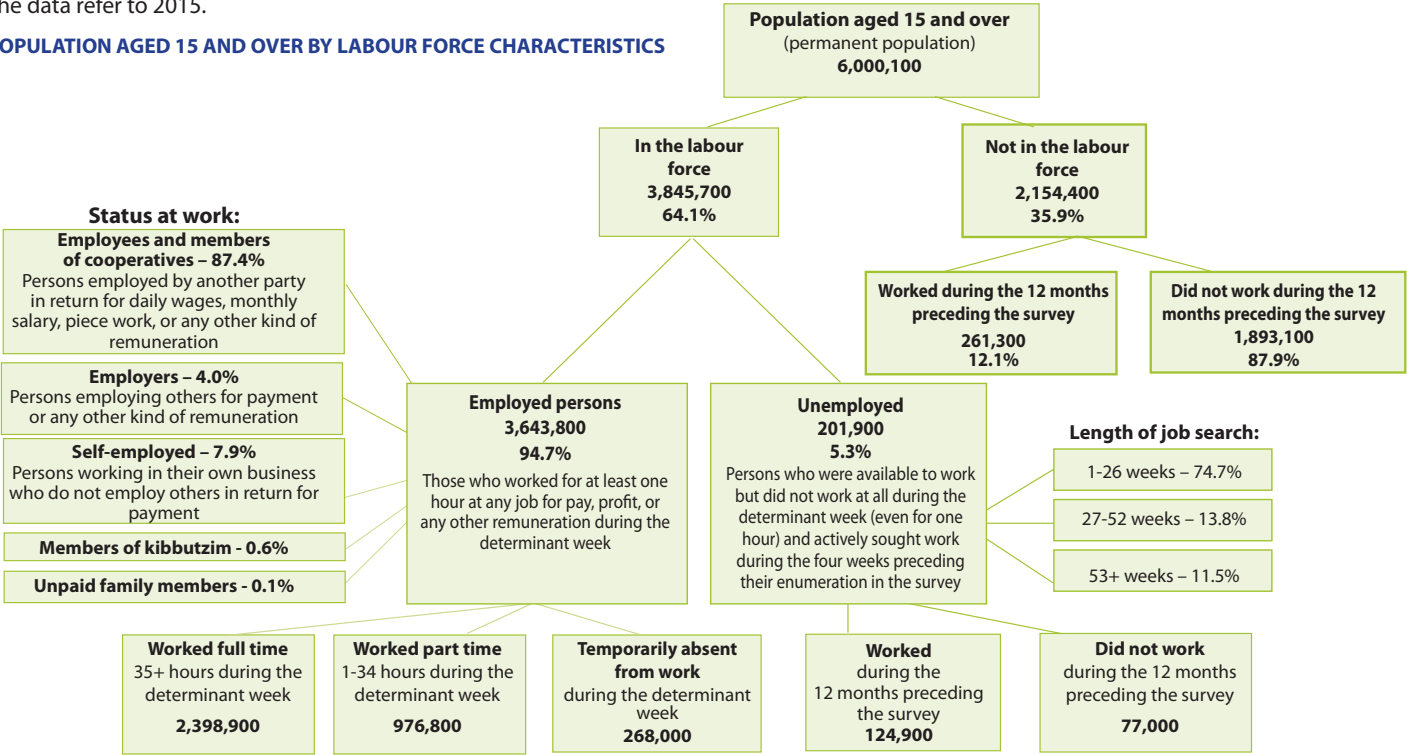 he data refer to 2015.
OPULATION AGED 15 AND OVER BY LABOUR FORCE CHARACTERISTICS
Population aged 15 and over
(permanent population)
6,000,100
In the labour
force
3,845,700
64.1%
Not in the labour
force
2,154,400
35.9%
Worked during the 12 months
preceding the survey
261,300
12.1%
Did not work during the 12
months preceding the survey
1,893,100
87.9%
Status at work:
Employees and members
of cooperatives – 87.4%
Persons employed by another party
in return for daily wages, monthly
salary, piece work, or any other kind of
remuneration
Employers – 4.0%
Persons employing others for payment
or any other kind of remuneration
Self-employed – 7.9%
Persons working in their own business
who do not employ others in return for
payment
Members of kibbutzim - 0.6%
Unpaid family members - 0.1%
Employed persons
3,643,800
94.7%
Those who worked for at least one
hour at any job for pay, profit, or
any other remuneration during the
determinant week
Unemployed
201,900
5.3%
Persons who were available to work
but did not work at all during the
determinant week (even for one
hour) and actively sought work
during the four weeks preceding
their enumeration in the survey
Length of job search:
1-26 weeks – 74.7%
27-52 weeks – 13.8%
53+ weeks – 11.5%
Worked full time
35+ hours during the
determinant week
2,398,900
Worked part time
1-34 hours during the
determinant week
976,800
Temporarily absent
from work
during the determinant
week
268,000
Worked
during the
12 months preceding
the survey
124,900
Did not work
during the 12 months
preceding the survey
77,000